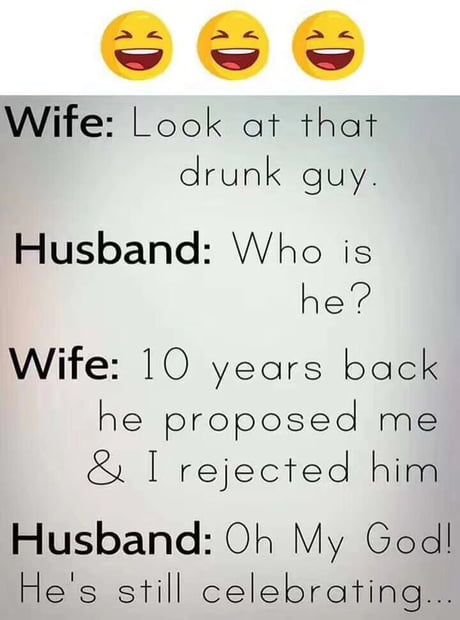 Wife: Look at that
drunk guy.
Husband: Who is
he?
Wife: 10 years back
he proposed me
& I rejected him
Husband: Oh My God!
He's still celebrating...